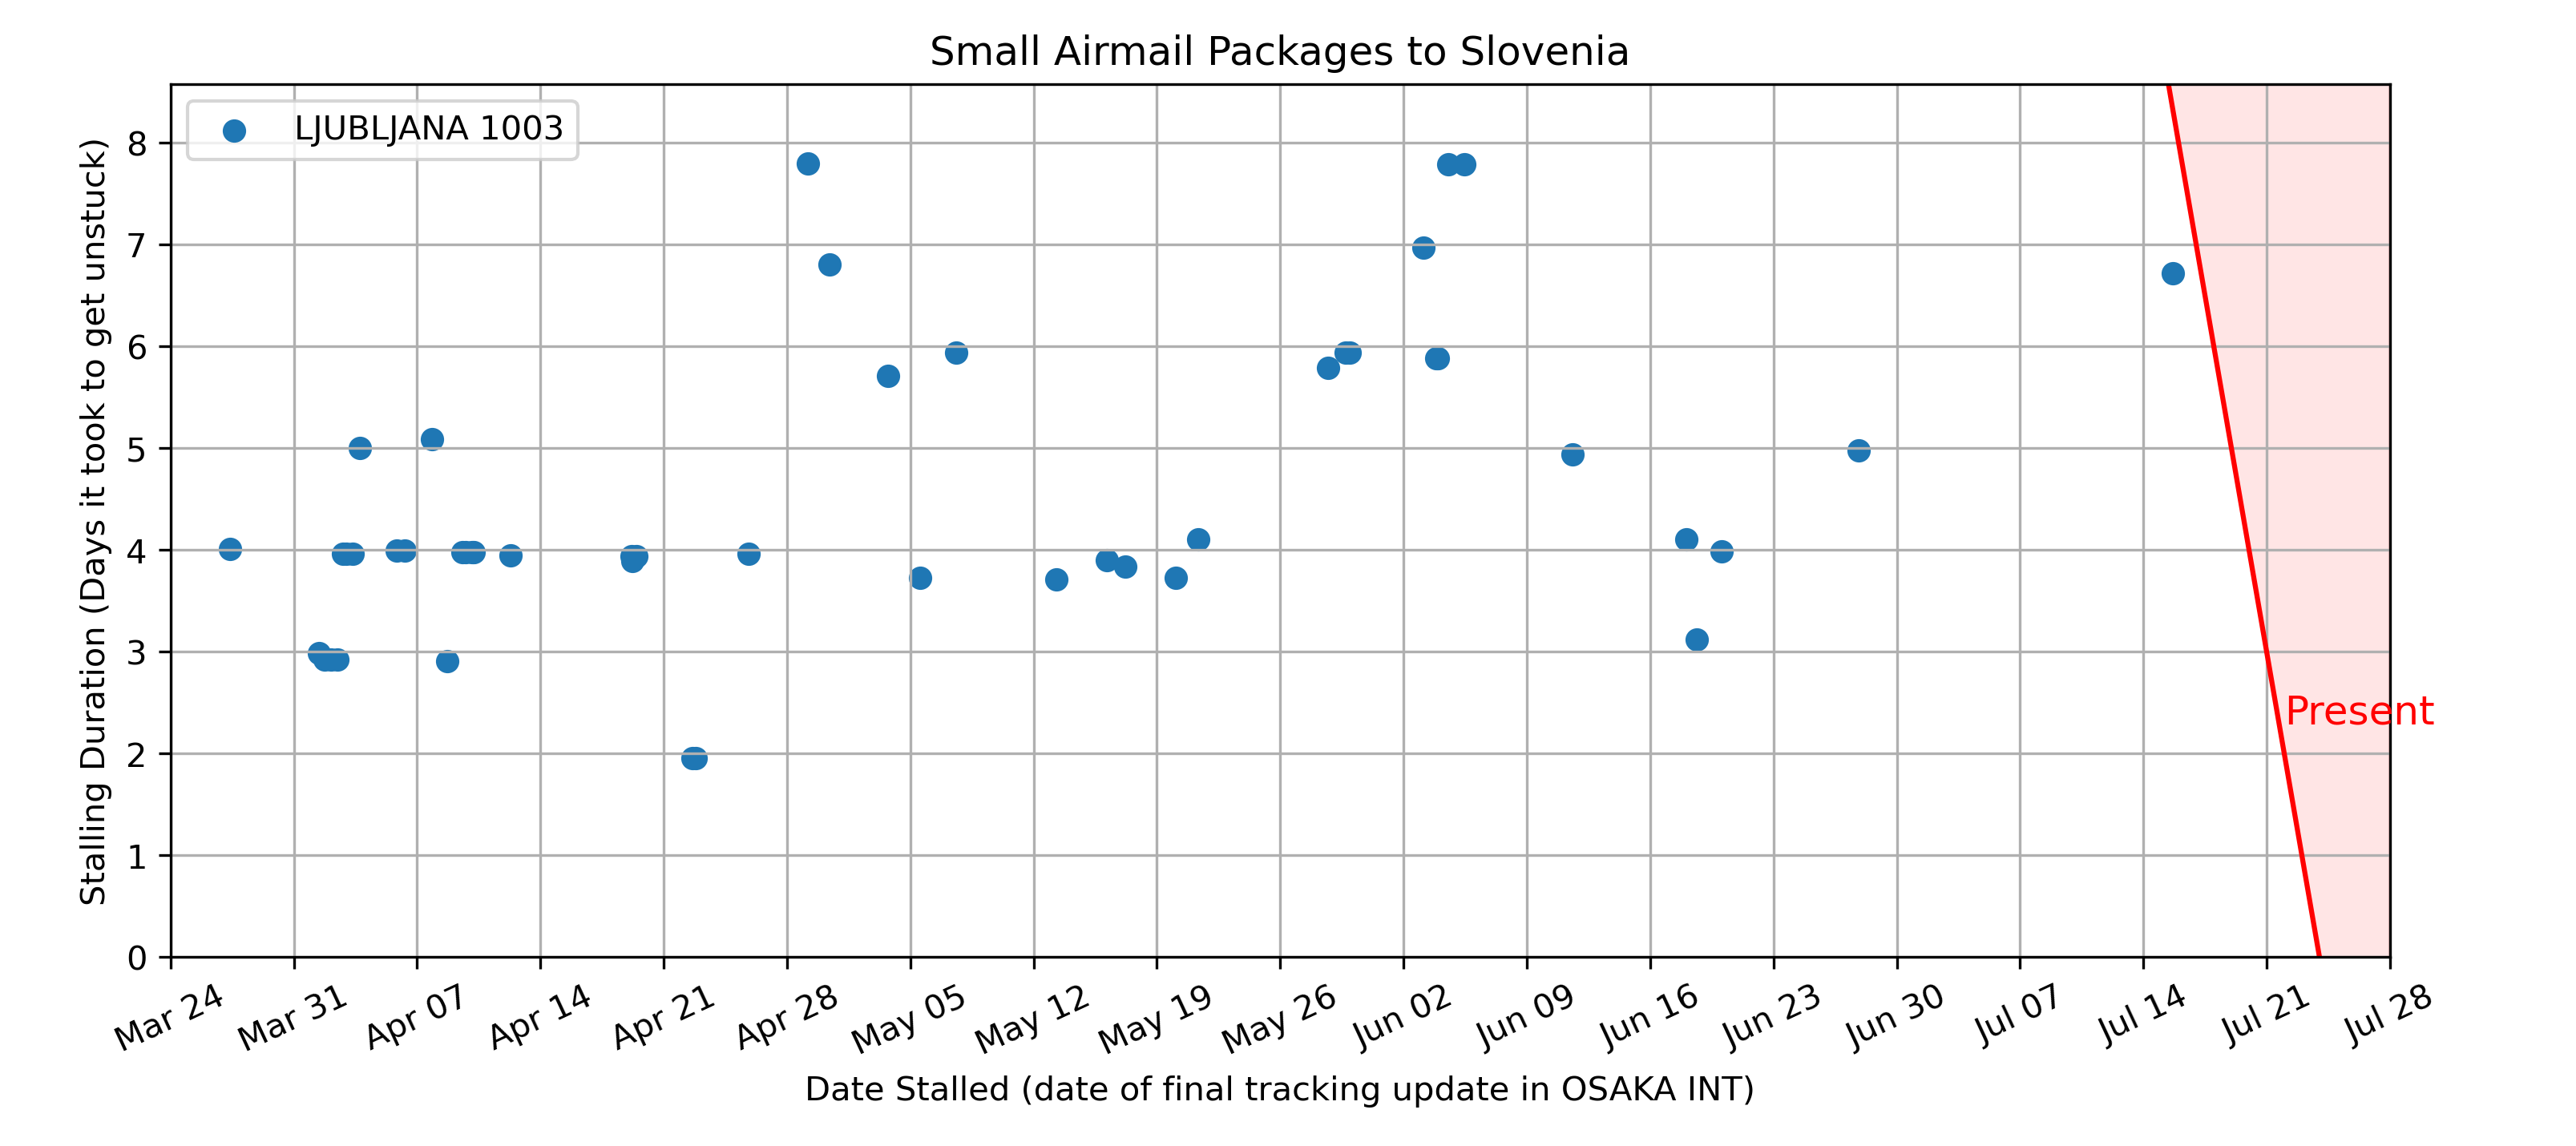 Small Airmail Packages to Slovenia
LJUBLJANA 1003
Stalling Duration (Days it took to get unstuck)
8
7
6
5
4
3
2
1
0
Present
Mar 24
Mar 31
Apr 07
Apr 14
Apr 21
Apr 28
May 05
May 12
May 19
May 26
Jun 02
Jun 09
Jun 16
Jun 23
Jun 30
Jul 07
Jul 14
Jul 21
Jul 28
Date Stalled (date of final tracking update in OSAKA INT)